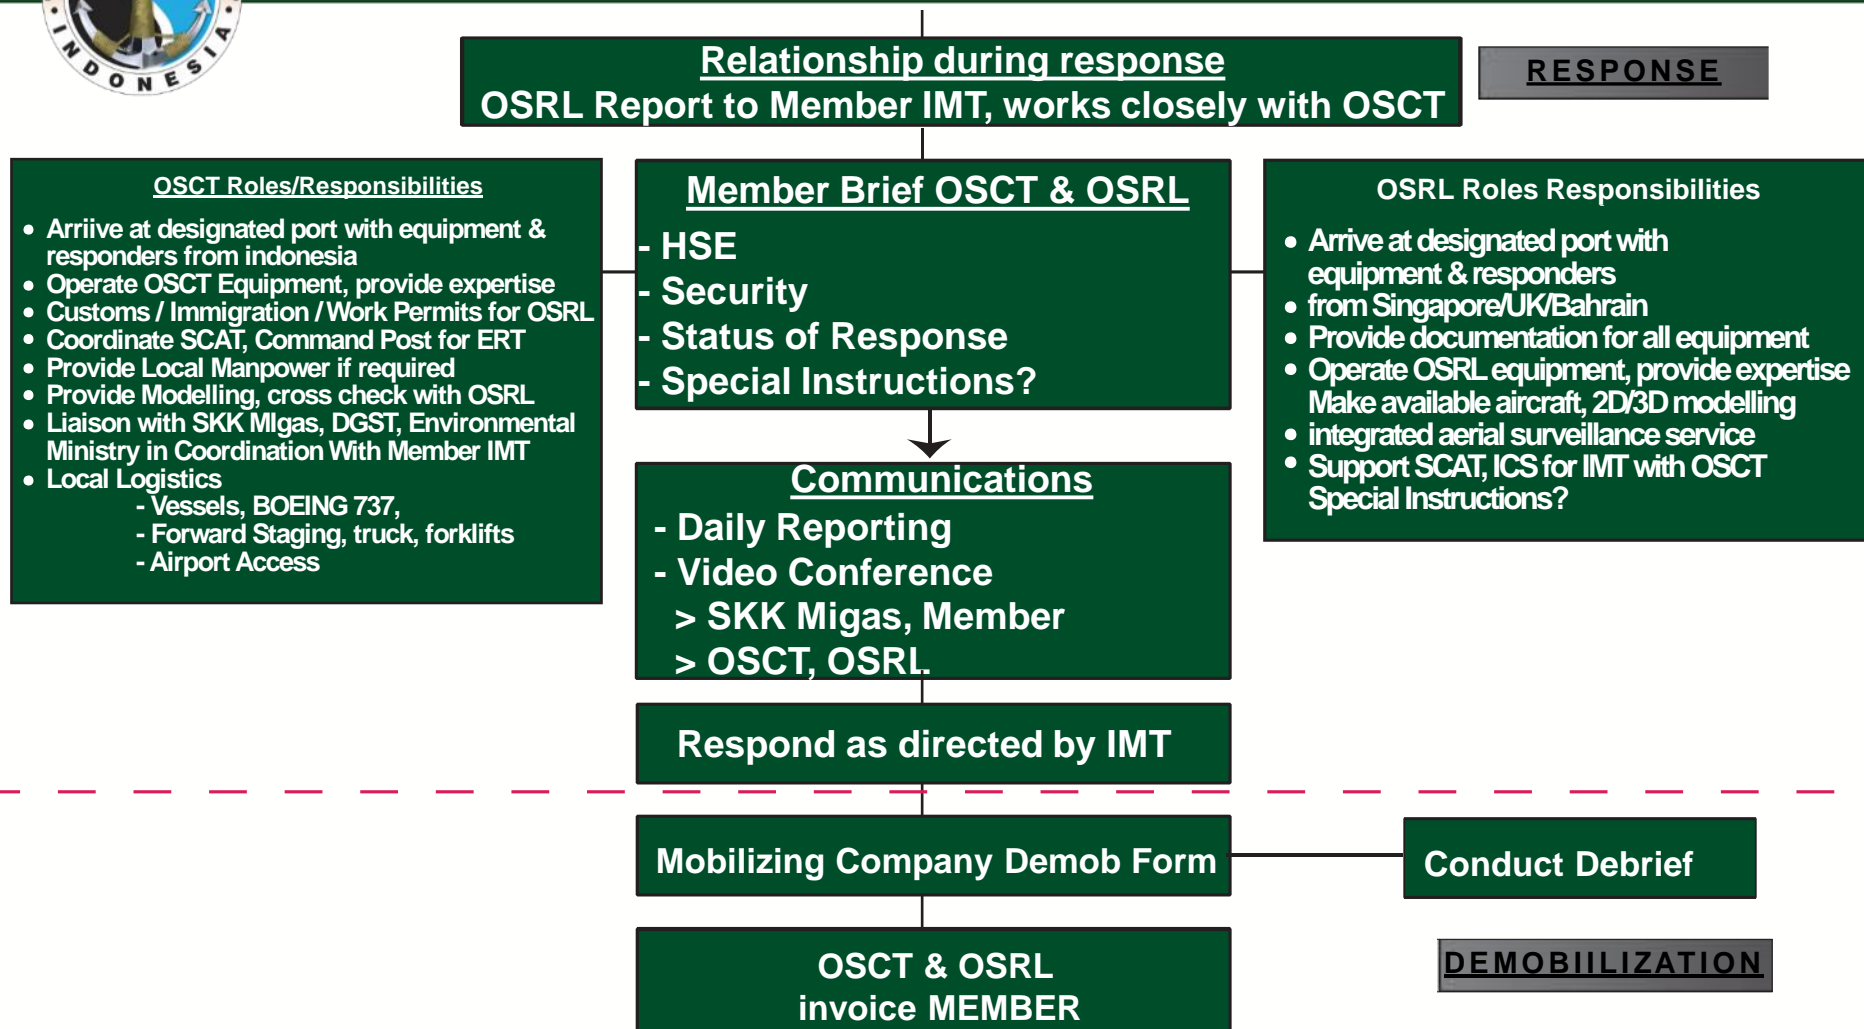 INDONESIA
Relationship during response
OSRL Report to Member IMT, works closely with OSCT
RESPONSE
OSCT Roles/Responsibilities
• Arriive at designated port with equipment &
responders from indonesia
• Operate OSCT Equipment, provide expertise
• Customs / Immigration / Work Permits for OSRL
• Coordinate SCAT, Command Post for ERT
• Provide Local Manpower if required
• Provide Modelling, cross check with OSRL
• Liaison with SKK MIgas, DGST, Environmental
Ministry in Coordination With Member IMT
• Local Logistics
- Vessels, BOEING 737,
- Forward Staging, truck, forklifts
- Airport Access
Member Brief OSCT & OSRL
- HSE
- Security
- Status of Response
- Special Instructions?
OSRL Roles Responsibilities
• Arrive at designated port with
equipment & responders
• from Singapore/UK/Bahrain
• Provide documentation for all equipment
• Operate OSRL equipment, provide expertise
Make available aircraft, 2D/3D modelling
• integrated aerial surveillance service
• Support SCAT, ICS for IMT with OSCT
Special Instructions?
Communications
- Daily Reporting
- Video Conference
> SKK Migas, Member
> OSCT, OSRL
Respond as directed by IMT
Mobilizing Company Demob Form
Conduct Debrief
OSCT & OSRL
invoice MEMBER
DEMOBIILIZATION